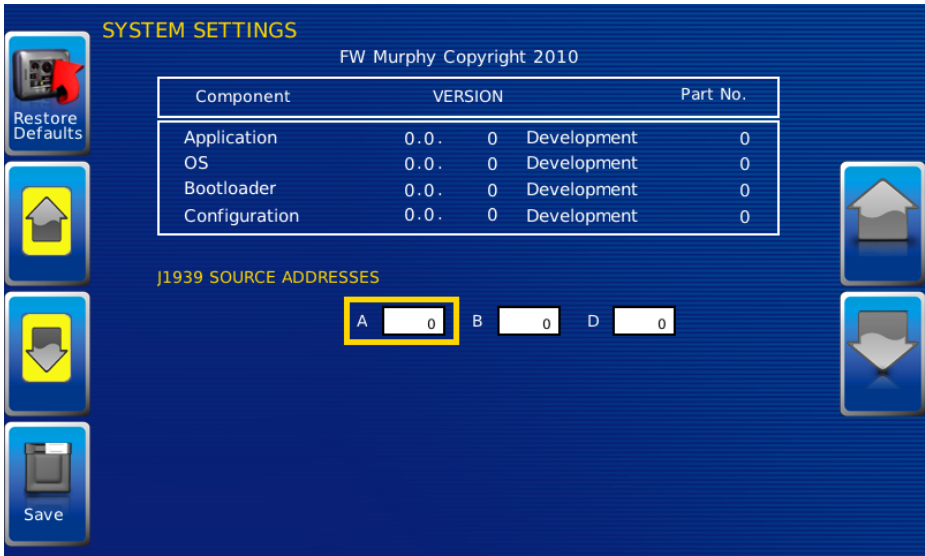 SYSTEM SETTINGS
FW Murphy Copyright 2010
Component VERSION Part No.
Application 0.0. 0 Development 0
OS 0.0. 0 Development 0
Bootloader 0.0. 0 Development 0
Configuration 0.0. 0 Development 0
J1939 SOURCE ADDRESSES
A 0 B 0 D 0
Restore
Defaults
Save